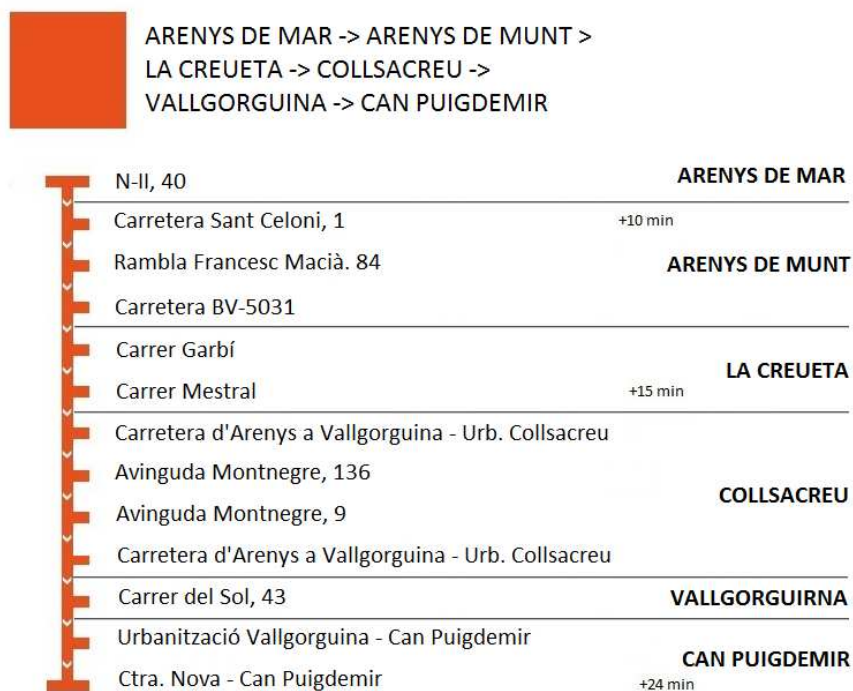 ARENYS DE MAR -> ARENYS DE MUNT >
LA CREUETA -> COLLSACREU ->
VALLGORGUINA -> CAN PUIGDEMIR
N-II, 40 ARENYS DE MAR
Carretera Sant Celoni, 1 +10 min
Rambla Francesc Macià. 84 ARENYS DE MUNT
Carretera BV-5031
Carrer Garbí
LA CREUETA
Carrer Mestral +15 min
Carretera d'Arenys a Vallgorguina - Urb. Collsacreu
Avinguda Montnegre, 136
COLLSACREU
Avinguda Montnegre, 9
Carretera d'Arenys a Vallgorguina - Urb. Collsacreu
Carrer del Sol, 43 VALLGORGUIRNA
Urbanització Vallgorguina - Can Puigdemir
CAN PUIGDEMIR
Ctra. Nova - Can Puigdemir +24 min